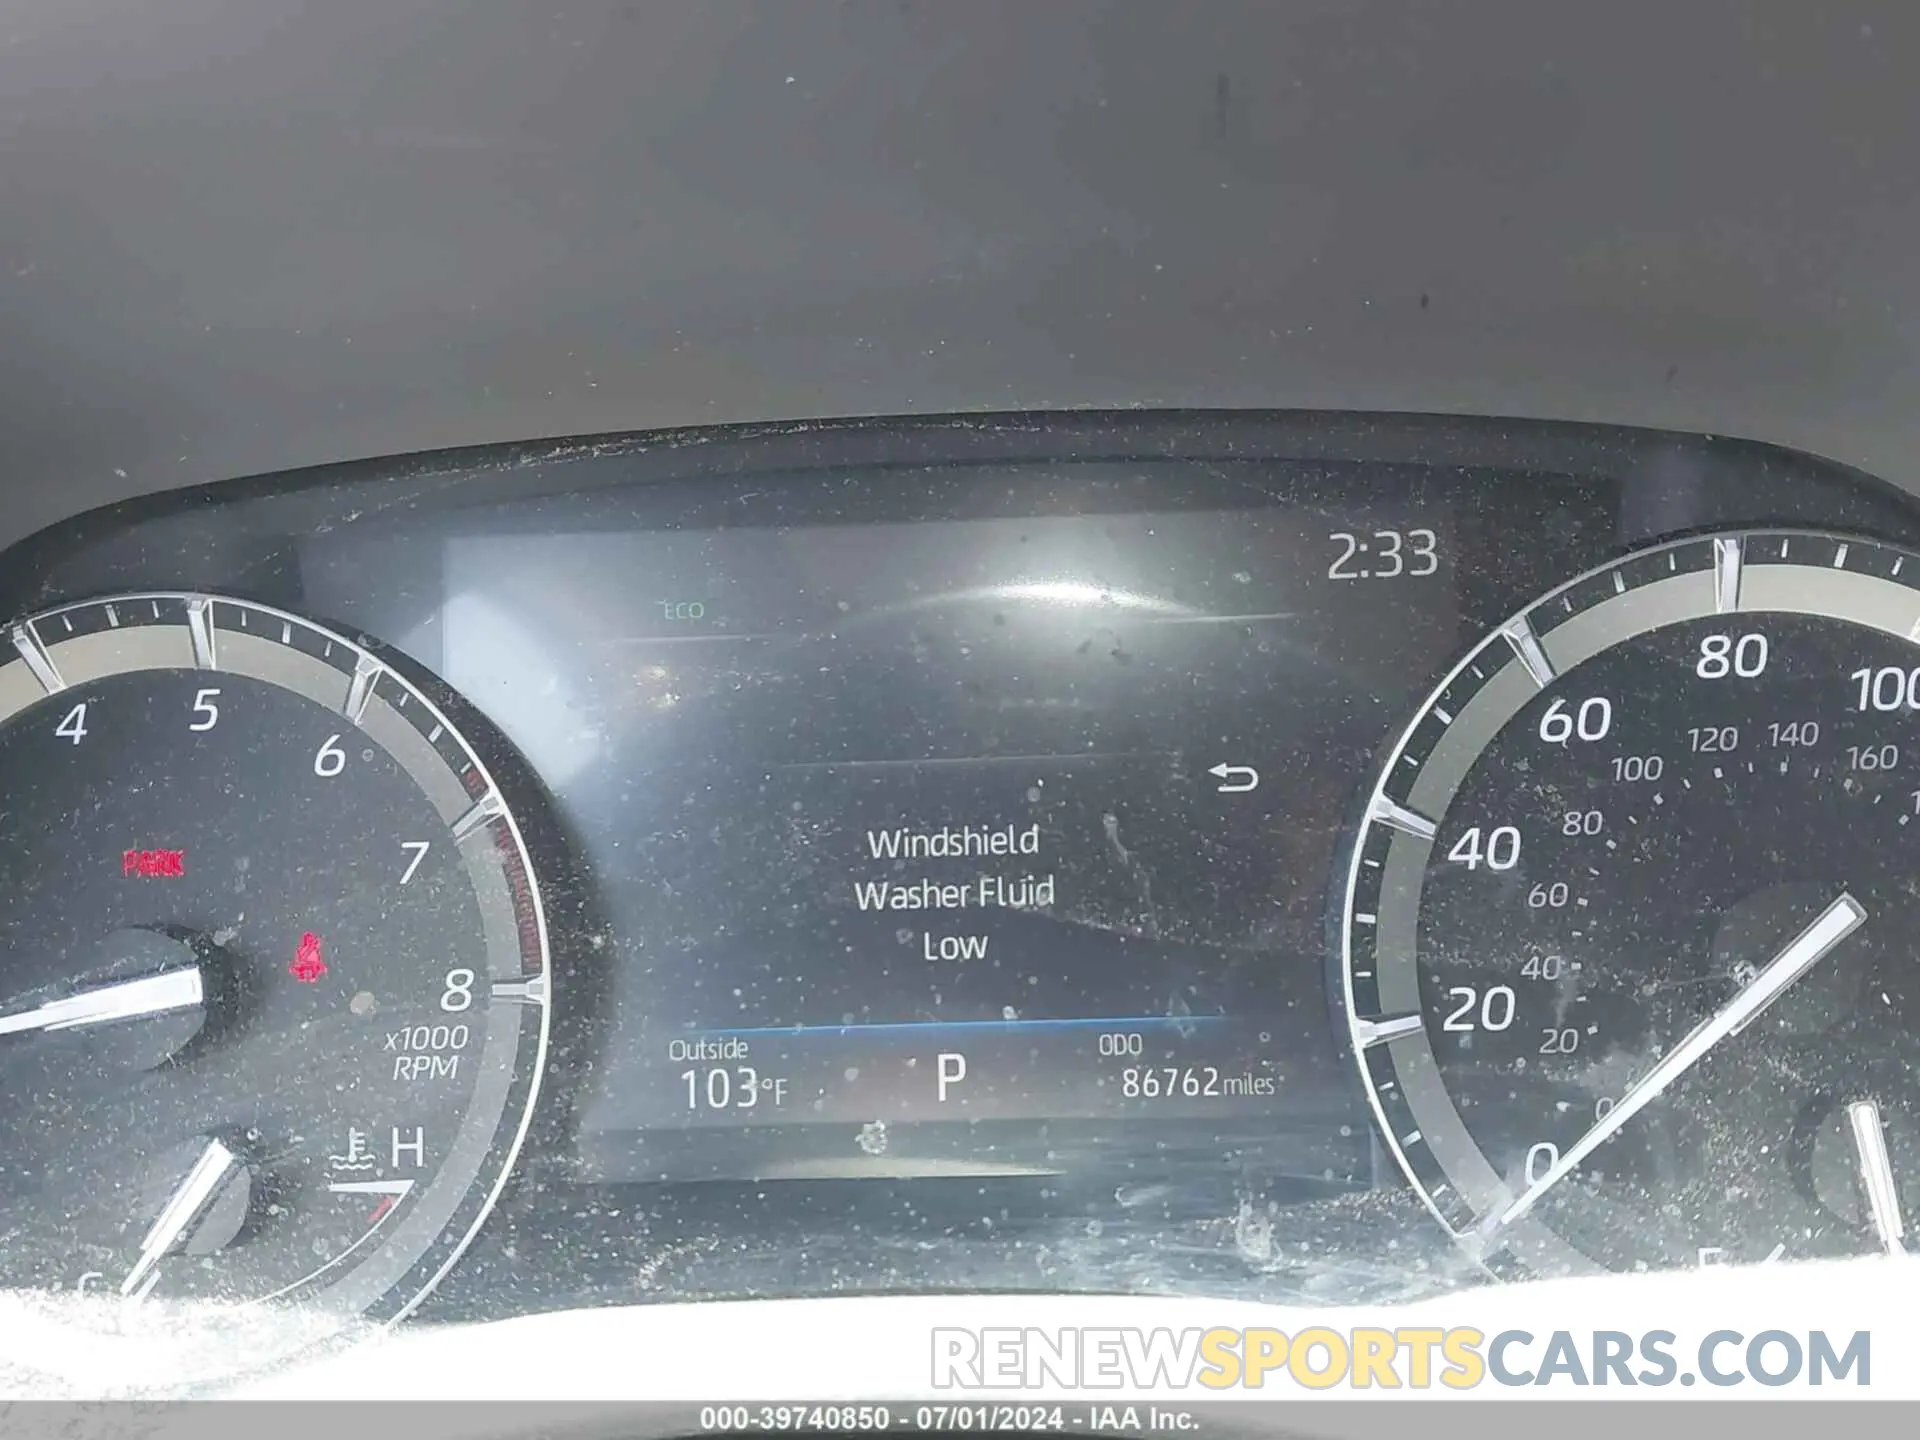 2:33
ECO
4 5 6 7 8
x1000
RPM
PARK
H
Windshield
Washer Fluid
Low
Outside
103°F
P
ODO
86762 miles
0 20 40 60 80 100
0 20 40 60 80 100 120 140 160
RENEWSPORTSCARS.COM
000-39740850 - 07/01/2024 - IAA Inc.